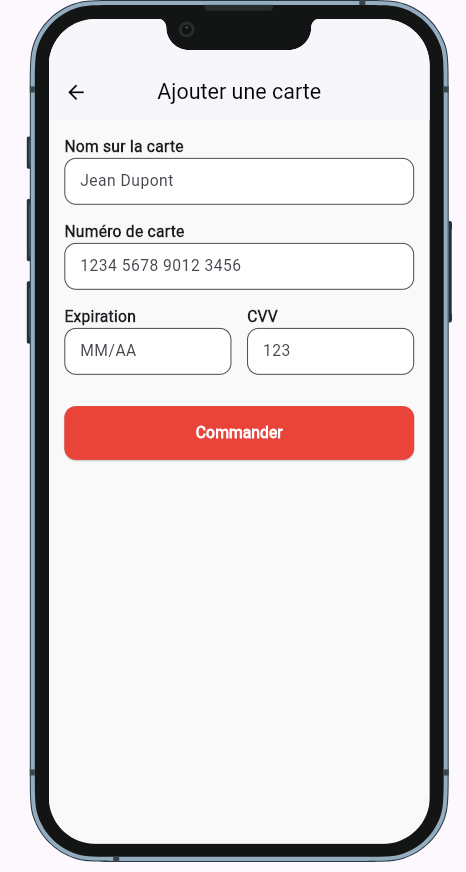 Ajouter une carte
Nom sur la carte
Jean Dupont
Numéro de carte
1234 5678 9012 3456
Expiration CVV
MM/AA 123
Commander